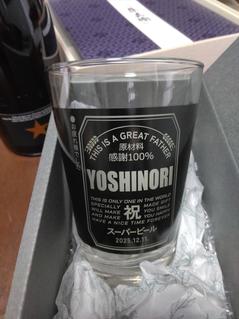 THIS IS A GREAT FATHER
原材料
感謝100%
YOSHINORI
THIS IS ONLY ONE IN THE WORLD
SPECIALLY MADE GIFT
WILL MAKE YOU SMILE
AND MAKE YOU HAPPY
HAVE A NICE TIME FOREVER
祝
スーパービール
2025.12.11.